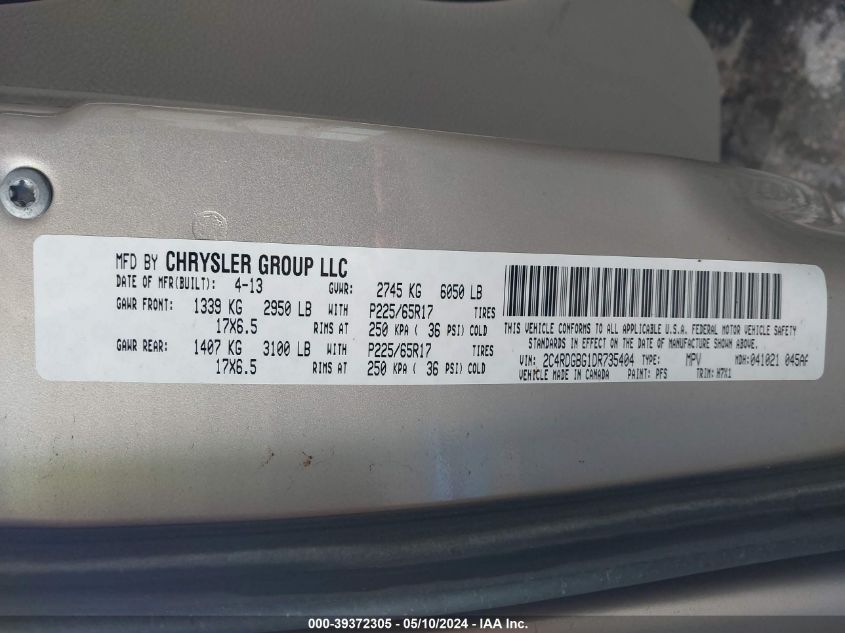 MFD BY CHRYSLER GROUP LLC
DATE OF MFR(BUILT): 4-13 GVWR: 2745 KG 6050 LB
GAWR FRONT: 1339 KG 2950 LB WITH P225/65R17 TIRES
17X6.5 RIMS AT 250 KPA ( 36 PSI) COLD
GAWR REAR: 1407 KG 3100 LB WITH P225/65R17 TIRES
17X6.5 RIMS AT 250 KPA ( 36 PSI) COLD
THIS VEHICLE CONFORMS TO ALL APPLICABLE U.S.A. FEDERAL MOTOR VEHICLE SAFETY
STANDARDS IN EFFECT ON THE DATE OF MANUFACTURE SHOWN ABOVE.
VIN: 2C4RDGBG1DR735404 TYPE: MPV MDH: 041021 045AF
VEHICLE MADE IN CANADA PAINT: PFS TRIM: H7X1
000-39372305 — 05/10/2024 — IAA Inc.